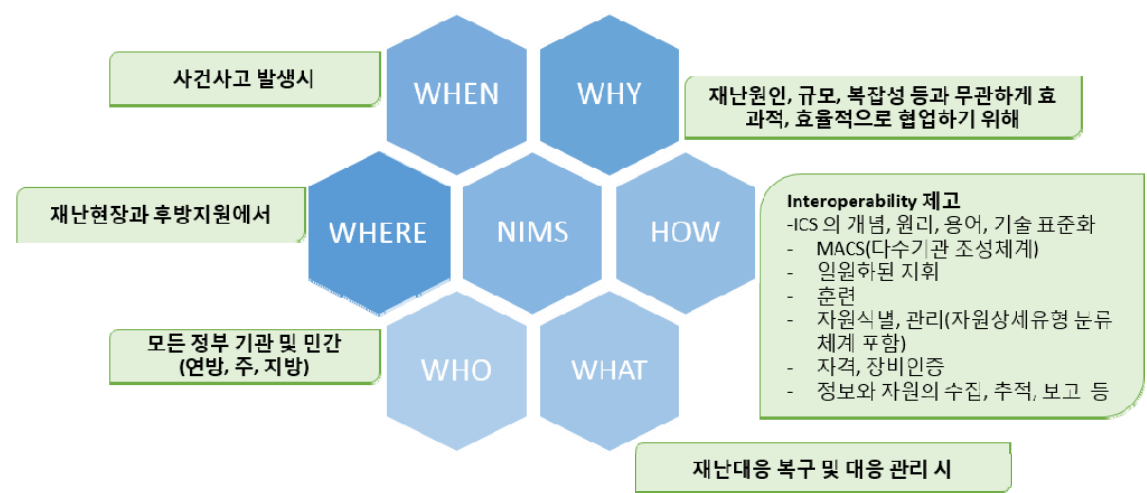 사건사고 발생시
WHEN
WHY
재난원인, 규모, 복잡성 등과 무관하게 효
과적, 효율적으로 협업하기 위해
재난현장과 후방지원에서
WHERE
NIMS
HOW
Interoperability 제고
-ICS 의 개념, 원리, 용어, 기술 표준화
- MACS(다수기관 조성체계)
- 일원화된 지휘
- 훈련
- 자원식별, 관리(자원상세유형 분류
체계 포함)
- 자격, 장비인증
- 정보와 자원의 수집, 추적, 보고 등
모든 정부 기관 및 민간
(연방, 주, 지방)
WHO
WHAT
재난대응 복구 및 대응 관리 시